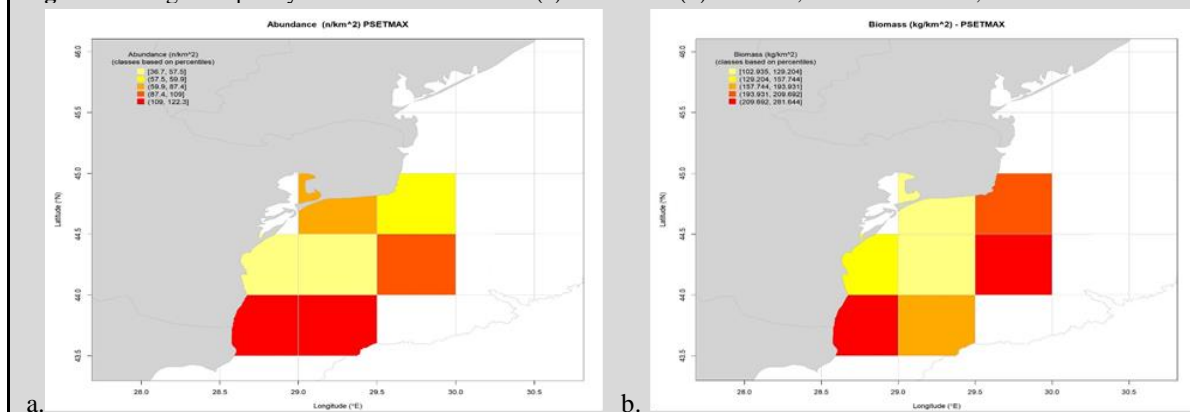 Abundance (n/km^2) PSETMAX
Abundance (n/km^2)
(classes based on percentiles)
[36.7, 57.5]
(57.5, 59.9]
(59.9, 87.4]
(87.4, 109]
(109, 122.3]
46.0
45.5
45.0
44.5
44.0
43.5
Latitude (°N)
28.0 28.5 29.0 29.5 30.0 30.5
Longitude (°E)
a.
Biomass (kg/km^2) - PSETMAX
Biomass (kg/km^2)
(classes based on percentiles)
[102.935, 129.204]
(129.204, 157.744]
(157.744, 193.931]
(193.931, 209.692]
(209.692, 281.644]
46.0
45.5
45.0
44.5
44.0
43.5
Latitude (°N)
28.0 28.5 29.0 29.5 30.0 30.5
Longitude (°E)
b.